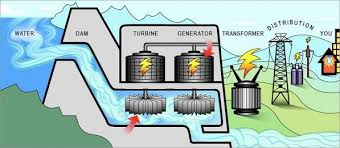 WATER DAM TURBINE GENERATOR TRANSFORMER DISTRIBUTION YOU